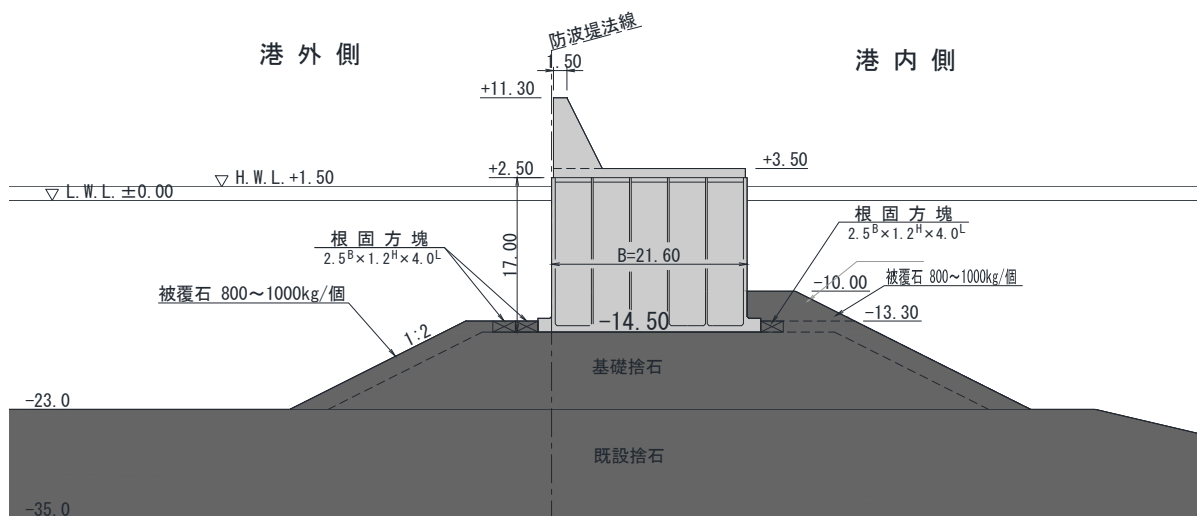 防波堤法線
港外側
1.50
港内側
+11.30
+3.50
+2.50
H.W.L.+1.50
L.W.L.±0.00
根固方塊
2.5ᴮ×1.2ᴴ×4.0ᴸ
17.00
B=21.60
根固方塊
2.5ᴮ×1.2ᴴ×4.0ᴸ
被覆石 800～1000kg/個
-10.00
被覆石 800～1000kg/個
-13.30
1:2
-14.50
基礎捨石
-23.0
既設捨石
-35.0